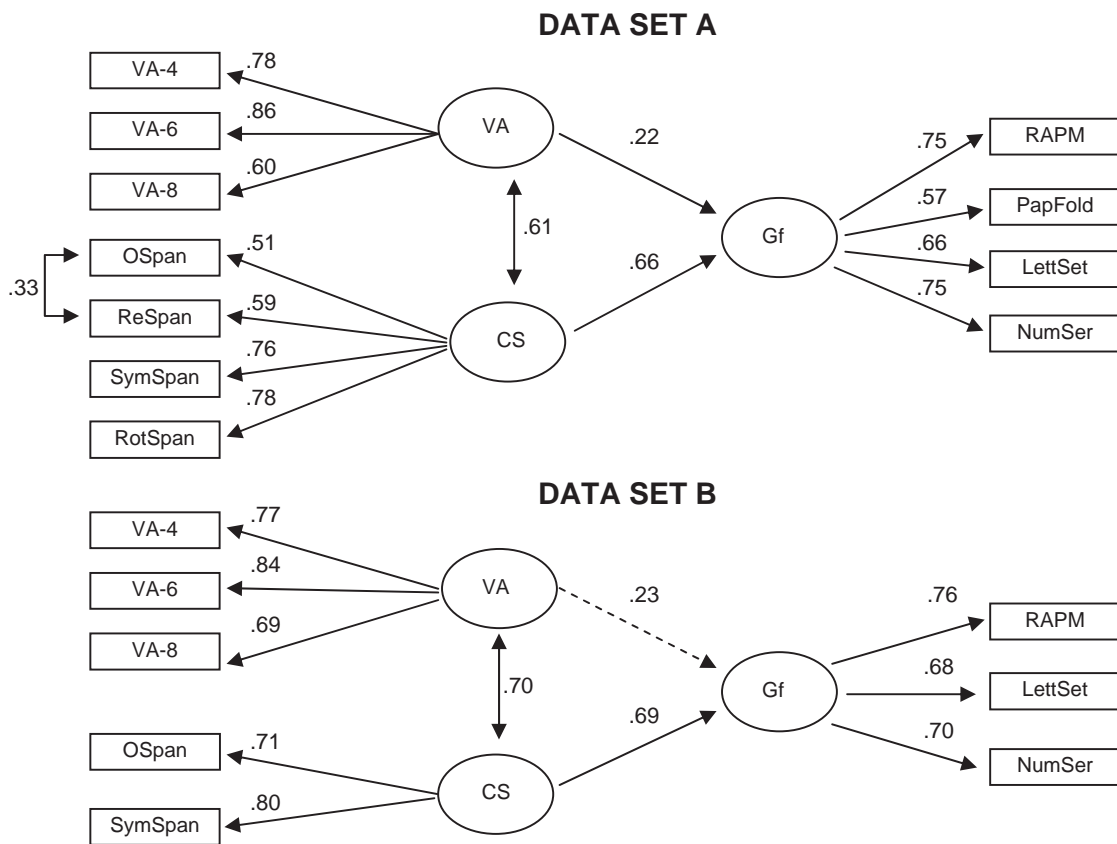 DATA SET A
VA-4
VA-6
VA-8
OSpan
ReSpan
SymSpan
RotSpan
.33
.78
.86
.60
.51
.59
.76
.78
VA
.61
CS
.22
.66
Gf
.75
.57
.66
.75
RAPM
PapFold
LettSet
NumSer
DATA SET B
VA-4
VA-6
VA-8
OSpan
SymSpan
.77
.84
.69
.71
.80
VA
.70
CS
.23
.69
Gf
.76
.68
.70
RAPM
LettSet
NumSer